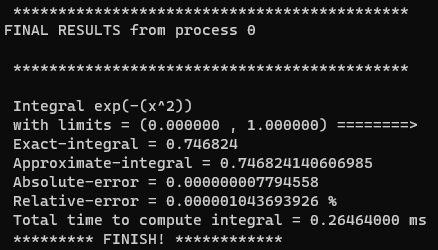 ********************************************
FINAL RESULTS from process 0
********************************************
Integral exp(-(x^2))
with limits = (0.000000 , 1.000000) ========>
Exact-integral = 0.746824
Approximate-integral = 0.746824140606985
Absolute-error = 0.000000007794558
Relative-error = 0.000001043693926 %
Total time to compute integral = 0.26464000 ms
********* FINISH! ************